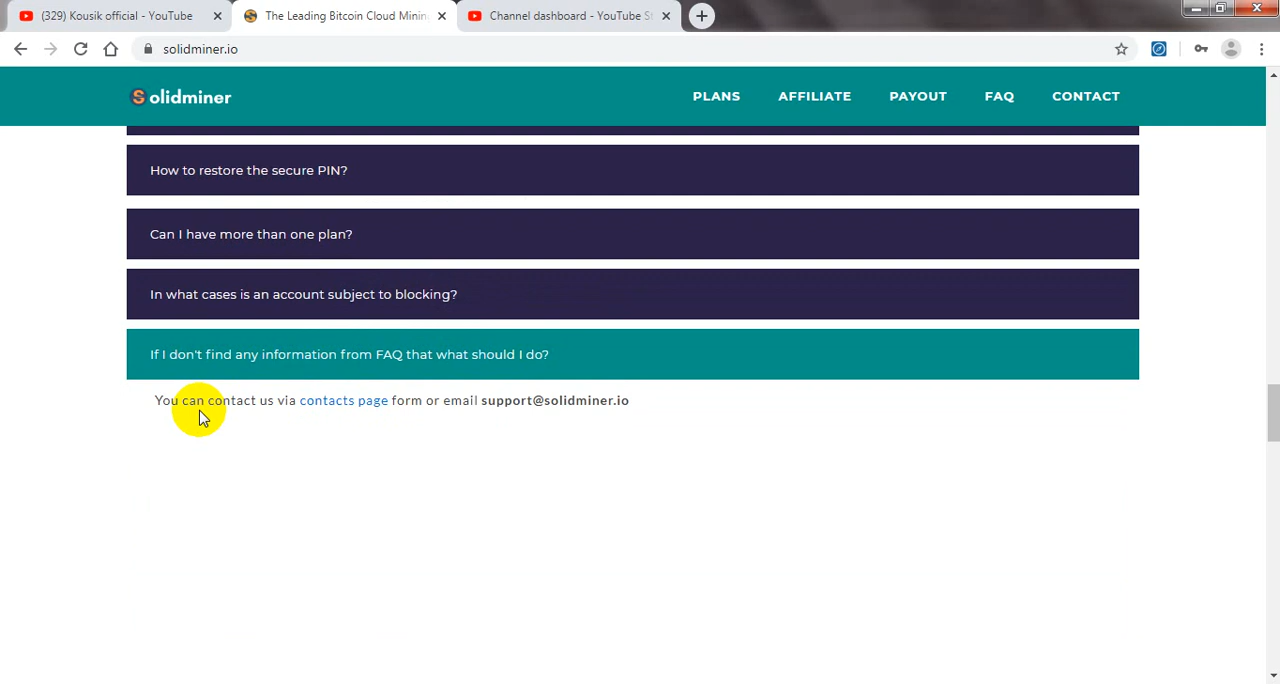 (329) Kousik official - YouTube
The Leading Bitcoin Cloud Minin
Channel dashboard - YouTube St
solidminer.io
Solidminer
PLANS
AFFILIATE
PAYOUT
FAQ
CONTACT
How to restore the secure PIN?
Can I have more than one plan?
In what cases is an account subject to blocking?
If I don't find any information from FAQ that what should I do?
You can contact us via contacts page form or email support@solidminer.io